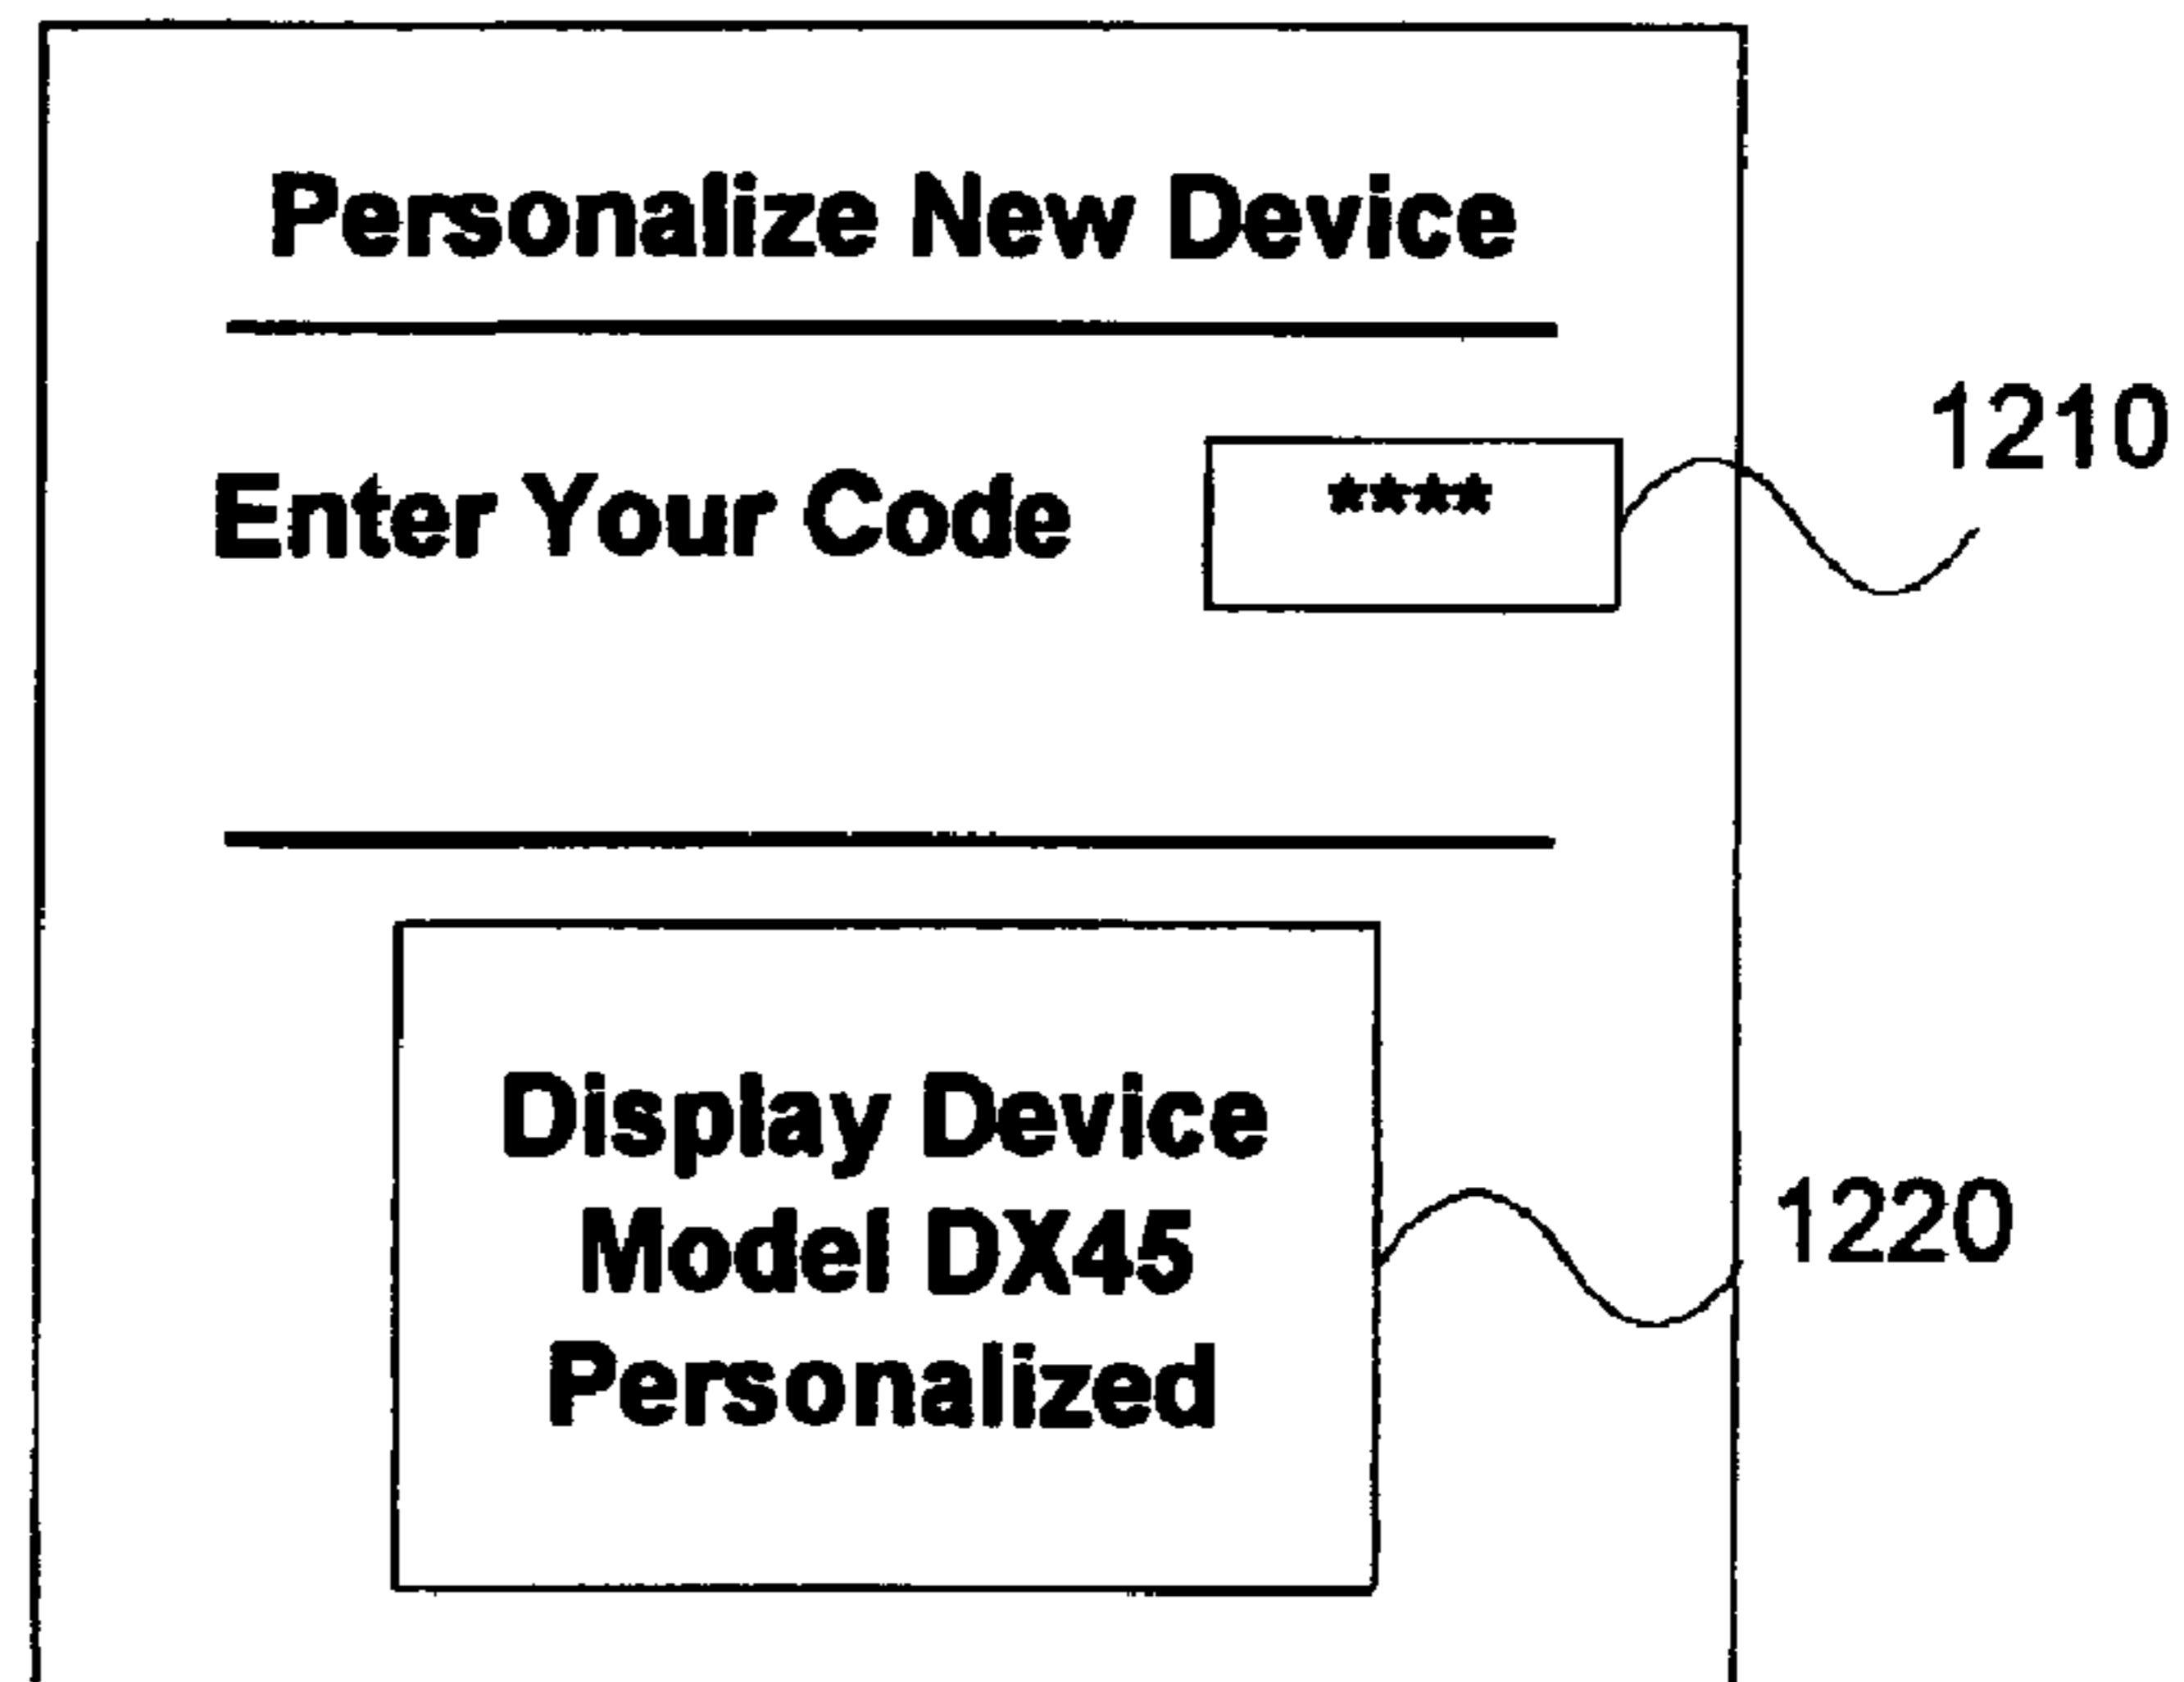 Personalize New Device
1210
Enter Your Code ****
Display Device
Model DX45
Personalized
1220